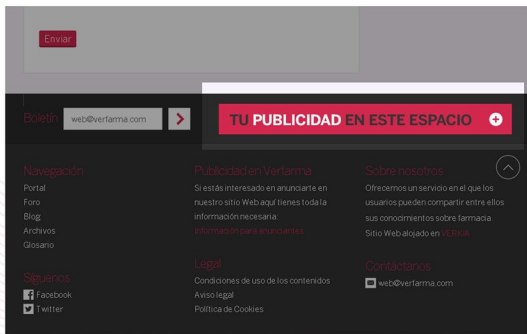 Enviar
Boletín
web@verfarma.com
TU PUBLICIDAD EN ESTE ESPACIO
Navegación
Portal
Foro
Blog
Archivos
Glosario
Síguenos
Facebook
Twitter
Publicidad en Verfarma
Si estás interesado en anunciarte en
nuestro sitio Web aquí tienes toda la
información necesaria:
Información para anunciantes
Legal
Condiciones de uso de los contenidos
Aviso legal
Política de Cookies
Sobre nosotros
Ofrecemos un servicio en el que los
usuarios pueden compartir entre ellos
sus conocimientos sobre farmacia.
Sitio Web alojado en
Contáctanos
web@verfarma.com